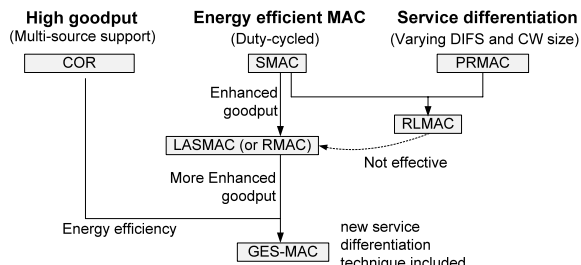 High goodput
(Multi-source support)
COR
Energy efficient MAC
(Duty-cycled)
SMAC
Service differentiation
(Varying DIFS and CW size)
PRMAC
Enhanced
goodput
RLMAC
LASMAC (or RMAC)
Not effective
More Enhanced
goodput
Energy efficiency
GES-MAC
new service
differentiation
technique included